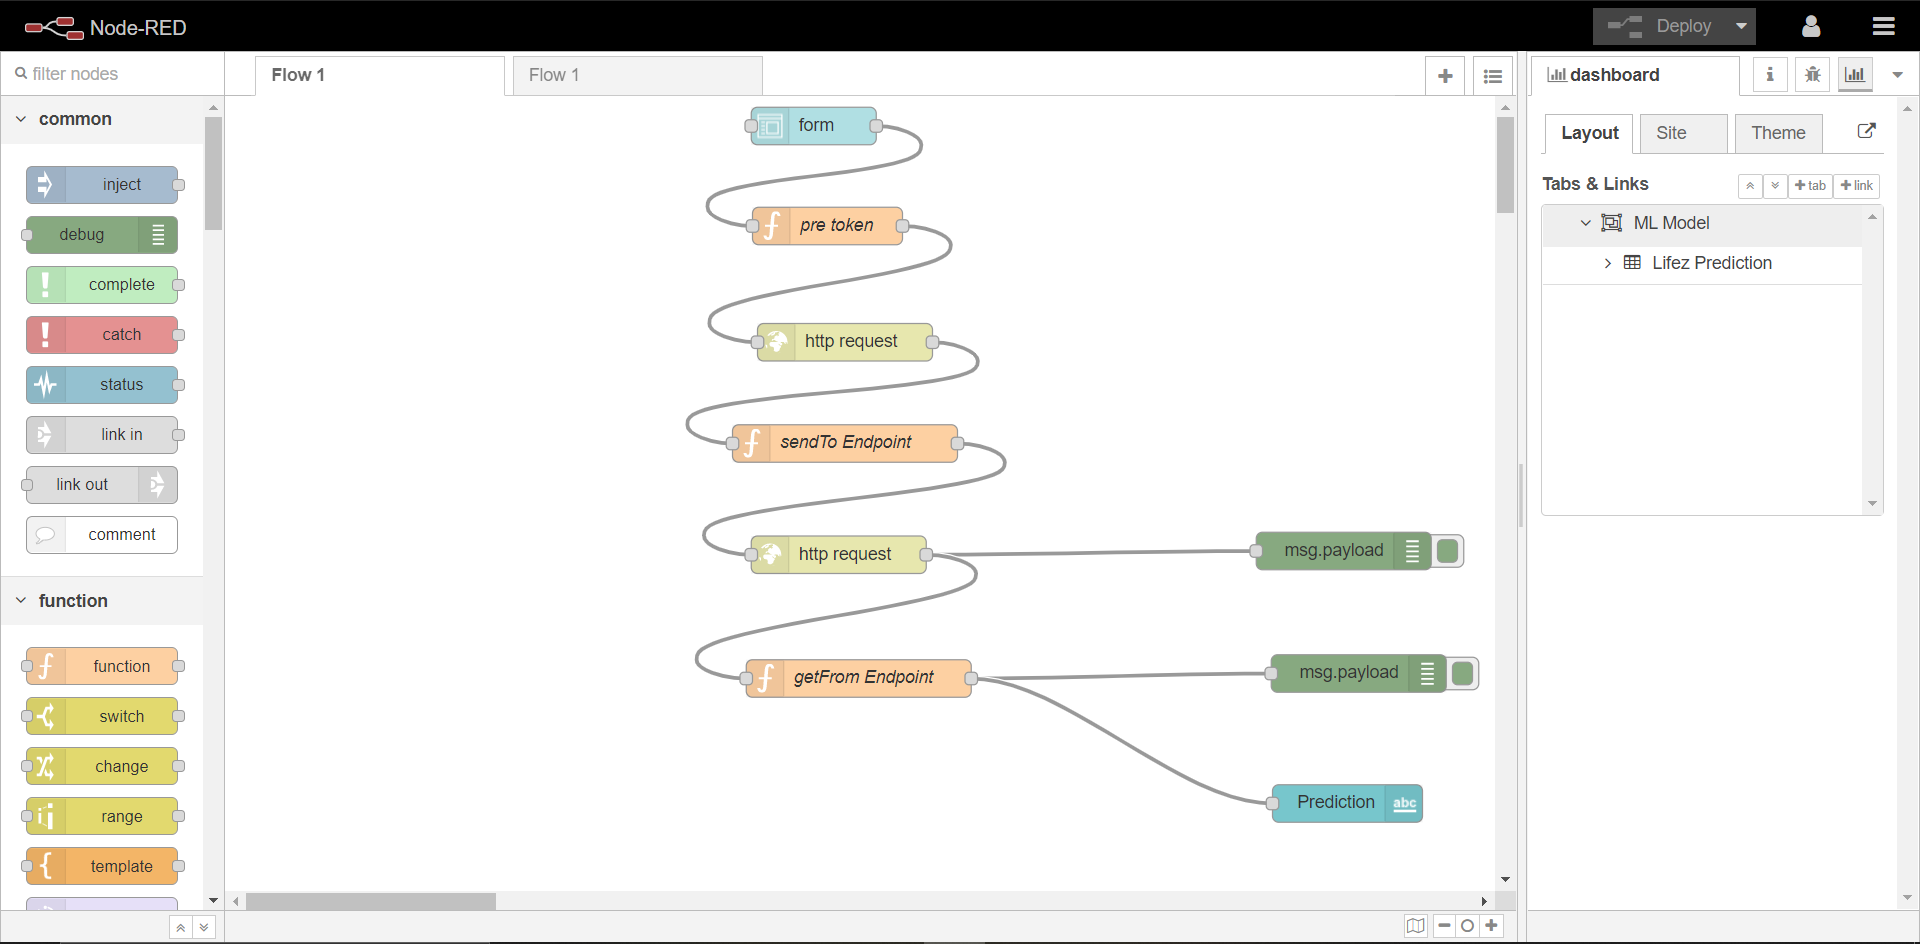 Node-RED
Deploy
filter nodes
Flow 1
Flow 1
dashboard
common
inject
debug
complete
catch
status
link in
link out
comment
function
function
switch
change
range
template
form
pre token
http request
sendTo Endpoint
http request
msg.payload
getFrom Endpoint
msg.payload
Prediction
abc
Layout
Site
Theme
Tabs & Links
tab
link
ML Model
Lifez Prediction